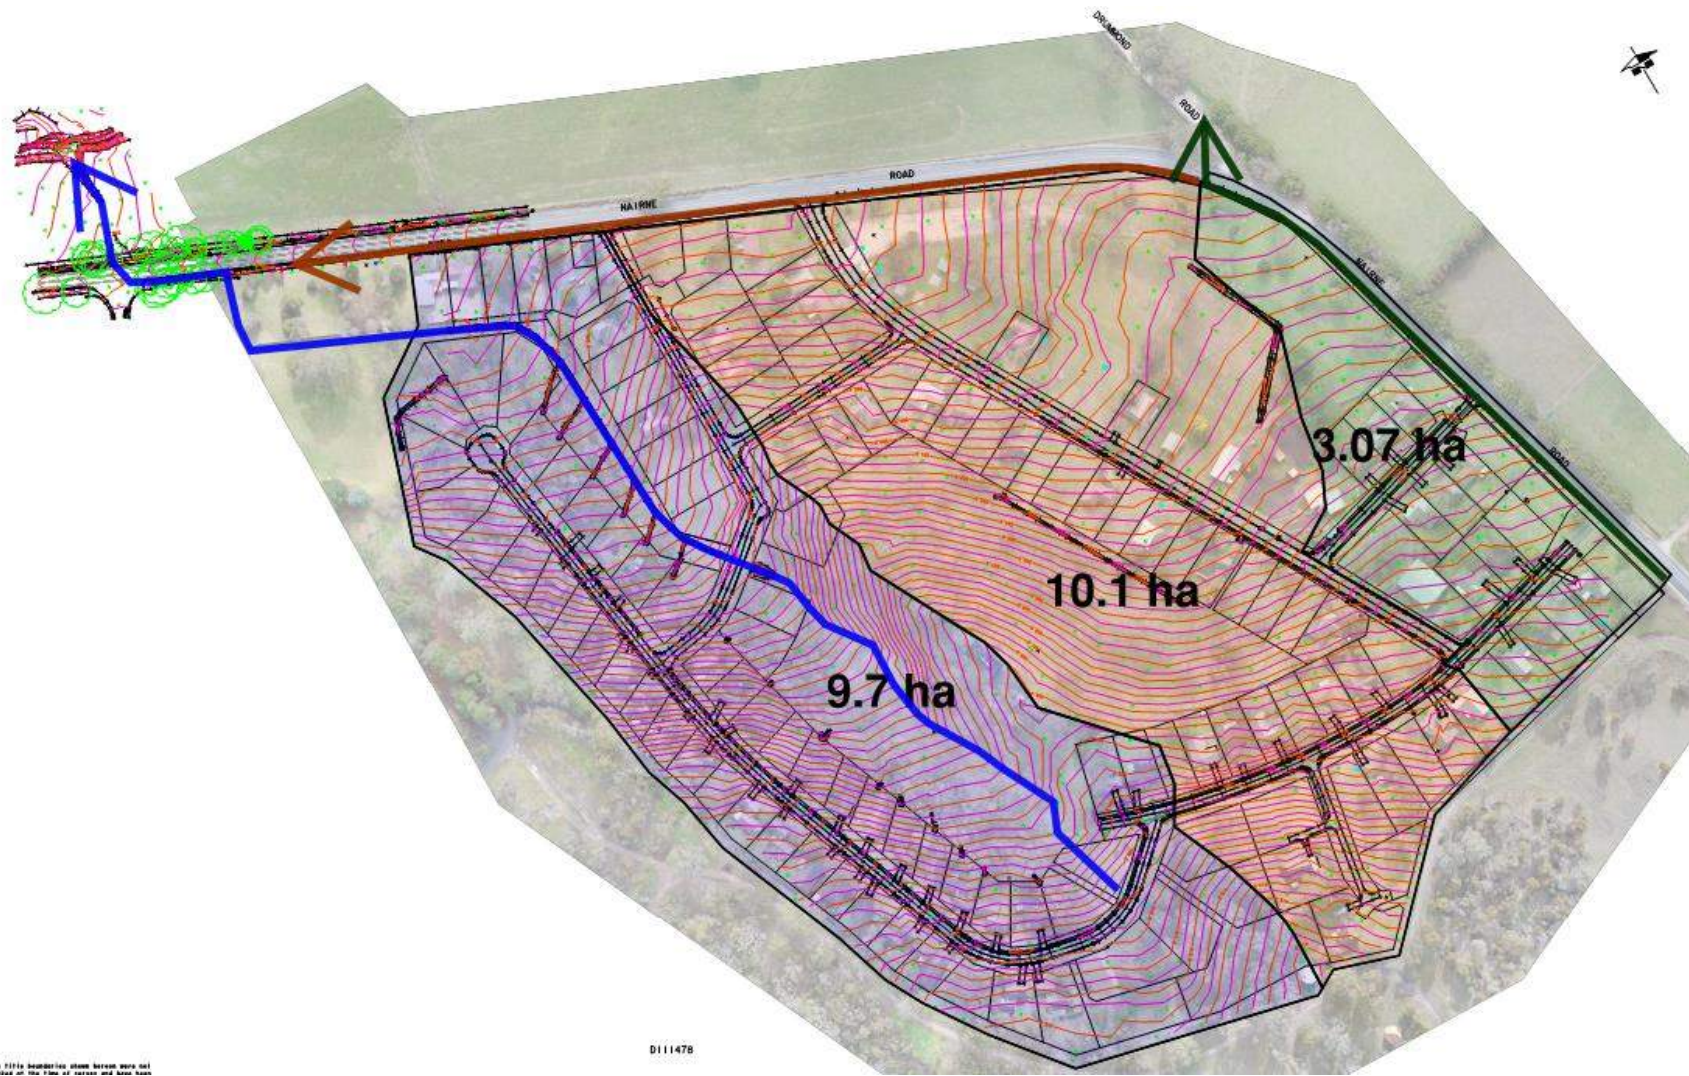 DRUMMOND
ROAD
ROAD
NAIRNE
NAIRNE
ROAD
3.07 ha
10.1 ha
9.7 ha
D111478